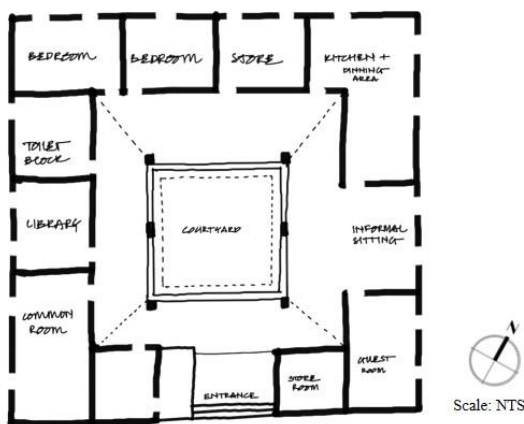 BEDROOM
BEDROOM
STORE
KITCHEN +
DINNING
AREA
TOILET
BLOCK
LIBRARY
COURTYARD
INFORMAL
SITTING
COMMON
ROOM
ENTRANCE
STORE
ROOM
GUEST
ROOM
N
Scale: NTS